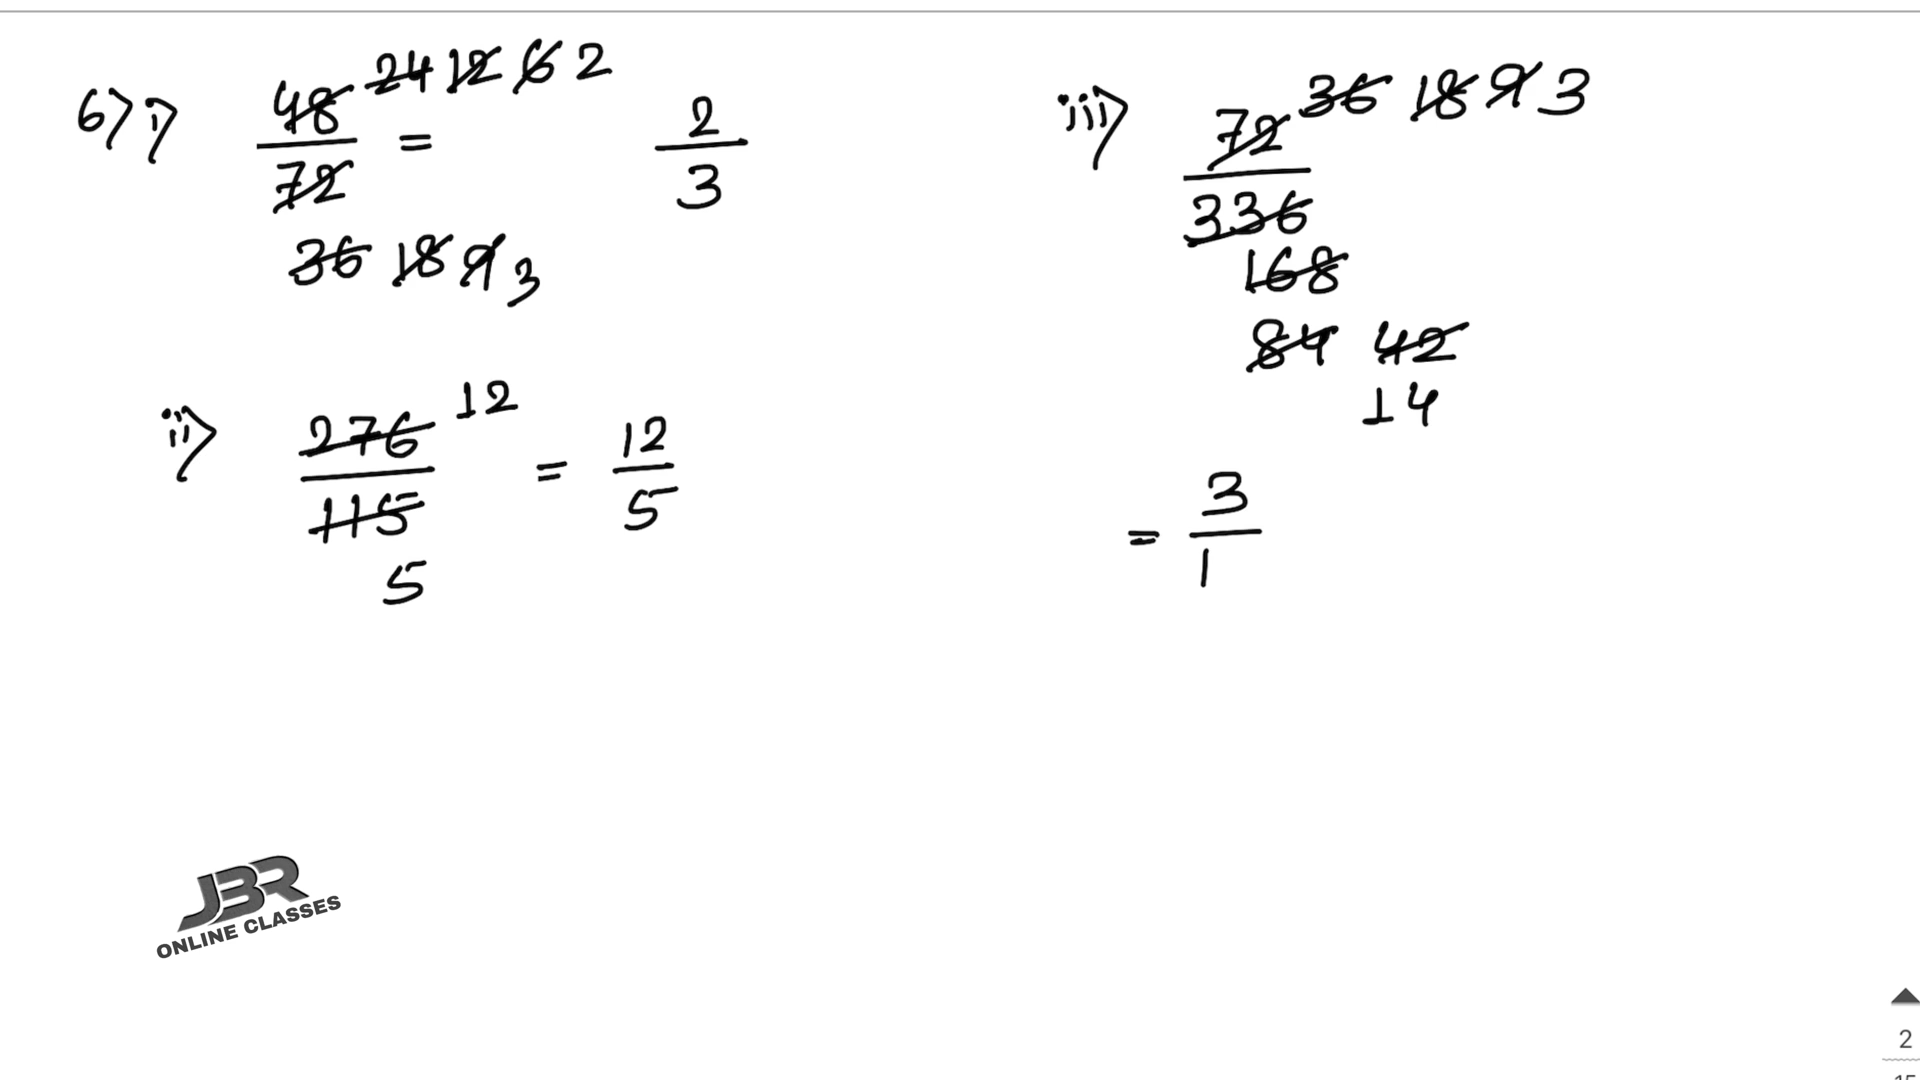 6) i) 48/72 = 2/3
24 12 6 2
36 18 9 3
ii) 276/115 = 12/5
12
5
iii) 72/336
36 18 9 3
168
84 42
14
= 3/1
JBR
ONLINE CLASSES
2